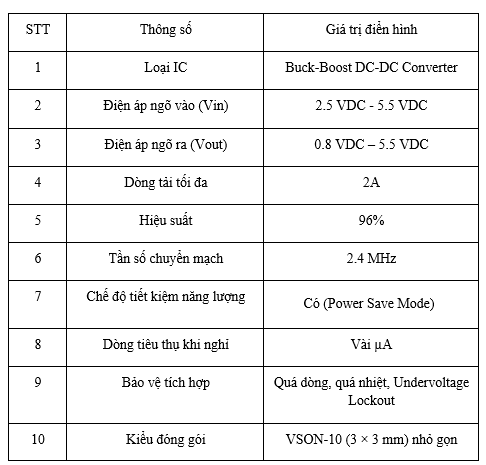 STT Thông số Giá trị điển hình
1 Loại IC Buck-Boost DC-DC Converter
2 Điện áp ngõ vào (Vin) 2.5 VDC - 5.5 VDC
3 Điện áp ngõ ra (Vout) 0.8 VDC – 5.5 VDC
4 Dòng tải tối đa 2A
5 Hiệu suất 96%
6 Tần số chuyển mạch 2.4 MHz
7 Chế độ tiết kiệm năng lượng Có (Power Save Mode)
8 Dòng tiêu thụ khi nghỉ Vài µA
9 Bảo vệ tích hợp Quá dòng, quá nhiệt, Undervoltage
Lockout
10 Kiểu đóng gói VSON-10 (3 × 3 mm) nhỏ gọn